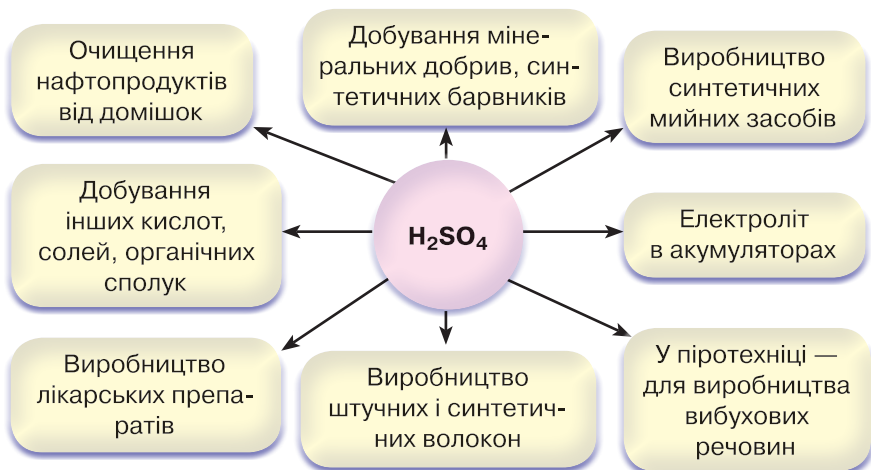 Очищення
нафтопродуктів
від домішок
Добування міне-
ральних добрив, син-
тетичних барвників
Виробництво
синтетичних
мийних засобів
Добування
інших кислот,
солей, органічних
сполук
H₂SO₄
Електроліт
в акумуляторах
Виробництво
лікарських препа-
ратів
Виробництво
штучних і синтетич-
них волокон
У піротехніці —
для виробництва
вибухових
речовин